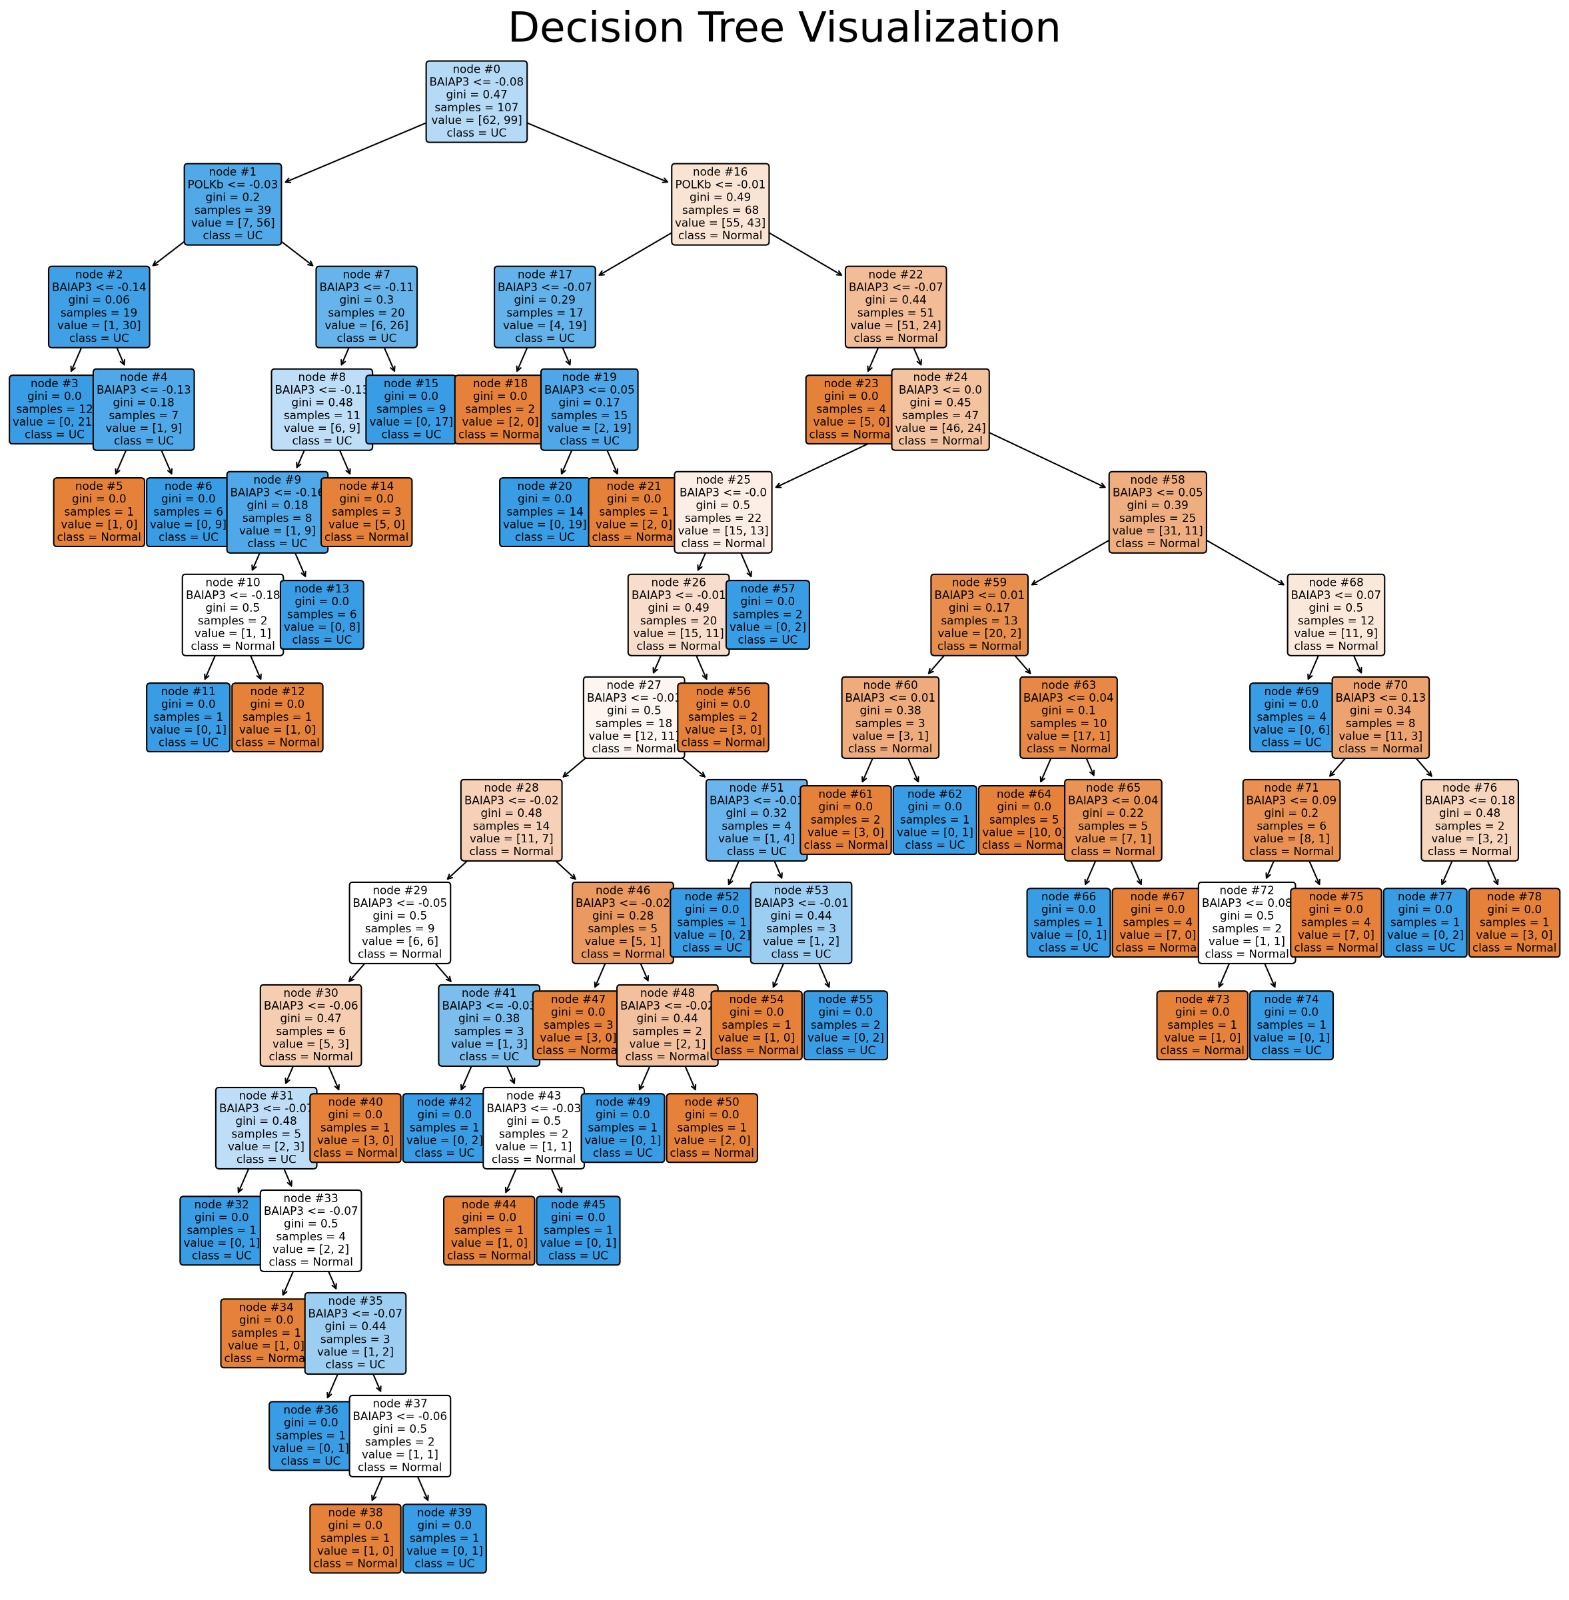 Decision Tree Visualization
node #0
BAIAP3 <= -0.08
gini = 0.47
samples = 107
value = [62, 99]
class = UC
node #1
POLKb <= -0.03
gini = 0.2
samples = 39
value = [7, 56]
class = UC
node #16
POLKb <= -0.01
gini = 0.49
samples = 68
value = [55, 43]
class = Normal
node #2
BAIAP3 <= -0.14
gini = 0.06
samples = 19
value = [1, 30]
class = UC
node #7
BAIAP3 <= -0.11
gini = 0.3
samples = 20
value = [6, 26]
class = UC
node #17
BAIAP3 <= -0.07
gini = 0.29
samples = 17
value = [4, 19]
class = UC
node #22
BAIAP3 <= -0.07
gini = 0.44
samples = 51
value = [51, 24]
class = Normal
node #3
gini = 0.0
samples = 12
value = [0, 21
class = UC
node #4
BAIAP3 <= -0.13
gini = 0.18
samples = 7
value = [1, 9]
class = UC
node #8
BAIAP3 <= -0.13
gini = 0.48
samples = 11
value = [6, 9]
class = UC
node #15
gini = 0.0
samples = 9
value = [0, 17]
class = UC
node #18
gini = 0.0
samples = 2
value = [2, 0]
class = Norma
node #19
BAIAP3 <= 0.05
gini = 0.17
samples = 15
value = [2, 19]
class = UC
node #23
gini = 0.0
samples = 4
value = [5, 0]
class = Norma
node #24
BAIAP3 <= 0.0
gini = 0.45
samples = 47
value = [46, 24]
class = Normal
node #5
gini = 0.0
samples = 1
value = [1, 0]
class = Normal
node #6
gini = 0.0
samples = 6
value = [0, 9]
class = UC
node #9
BAIAP3 <= -0.16
gini = 0.18
samples = 8
value = [1, 9]
class = UC
node #14
gini = 0.0
samples = 3
value = [5, 0]
class = Normal
node #20
gini = 0.0
samples = 14
value = [0, 19]
class = UC
node #21
gini = 0.0
samples = 1
value = [2, 0]
class = Normal
node #25
BAIAP3 <= -0.0
gini = 0.5
samples = 22
value = [15, 13]
class = Normal
node #58
BAIAP3 <= 0.05
gini = 0.39
samples = 25
value = [31, 11]
class = Normal
node #10
BAIAP3 <= -0.18
gini = 0.5
samples = 2
value = [1, 1]
class = Normal
node #13
gini = 0.0
samples = 6
value = [0, 8]
class = UC
node #26
BAIAP3 <= -0.01
gini = 0.49
samples = 20
value = [15, 11]
class = Normal
node #57
gini = 0.0
samples = 2
value = [0, 2]
class = UC
node #59
BAIAP3 <= 0.01
gini = 0.17
samples = 13
value = [20, 2]
class = Normal
node #68
BAIAP3 <= 0.07
gini = 0.5
samples = 12
value = [11, 9]
class = Normal
node #11
gini = 0.0
samples = 1
value = [0, 1]
class = UC
node #12
gini = 0.0
samples = 1
value = [1, 0]
class = Normal
node #27
BAIAP3 <= -0.01
gini = 0.5
samples = 18
value = [12, 11]
class = Normal
node #56
gini = 0.0
samples = 2
value = [3, 0]
class = Normal
node #60
BAIAP3 <= 0.01
gini = 0.38
samples = 3
value = [3, 1]
class = Normal
node #63
BAIAP3 <= 0.04
gini = 0.1
samples = 10
value = [17, 1]
class = Normal
node #69
gini = 0.0
samples = 4
value = [0, 6]
class = UC
node #70
BAIAP3 <= 0.13
gini = 0.34
samples = 8
value = [11, 3]
class = Normal
node #28
BAIAP3 <= -0.02
gini = 0.48
samples = 14
value = [11, 7]
class = Normal
node #51
BAIAP3 <= -0.01
gini = 0.32
samples = 4
value = [1, 4]
class = UC
node #61
gini = 0.0
samples = 2
value = [3, 0]
class = Normal
node #62
gini = 0.0
samples = 1
value = [0, 1]
class = UC
node #64
gini = 0.0
samples = 5
value = [10, 0
class = Normal
node #65
BAIAP3 <= 0.04
gini = 0.22
samples = 5
value = [7, 1]
class = Normal
node #71
BAIAP3 <= 0.09
gini = 0.2
samples = 6
value = [8, 1]
class = Normal
node #76
BAIAP3 <= 0.18
gini = 0.48
samples = 2
value = [3, 2]
class = Normal
node #29
BAIAP3 <= -0.05
gini = 0.5
samples = 9
value = [6, 6]
class = Normal
node #46
BAIAP3 <= -0.02
gini = 0.28
samples = 5
value = [5, 1]
class = Normal
node #52
gini = 0.0
samples = 1
value = [0, 2]
class = UC
node #53
BAIAP3 <= -0.01
gini = 0.44
samples = 3
value = [1, 2]
class = UC
node #66
gini = 0.0
samples = 1
value = [0, 1]
class = UC
node #67
gini = 0.0
samples = 4
value = [7, 0]
class = Norma
node #72
BAIAP3 <= 0.08
gini = 0.5
samples = 2
value = [1, 1]
class = Normal
node #75
gini = 0.0
samples = 4
value = [7, 0]
class = Normal
node #77
gini = 0.0
samples = 1
value = [0, 2]
class = UC
node #78
gini = 0.0
samples = 1
value = [3, 0]
class = Normal
node #30
BAIAP3 <= -0.06
gini = 0.47
samples = 6
value = [5, 3]
class = Normal
node #41
BAIAP3 <= -0.03
gini = 0.38
samples = 3
value = [1, 3]
class = UC
node #47
gini = 0.0
samples = 3
value = [3, 0]
class = Norma
node #48
BAIAP3 <= -0.02
gini = 0.44
samples = 2
value = [2, 1]
class = Normal
node #54
gini = 0.0
samples = 1
value = [1, 0]
class = Normal
node #55
gini = 0.0
samples = 2
value = [0, 2]
class = UC
node #73
gini = 0.0
samples = 1
value = [1, 0]
class = Normal
node #74
gini = 0.0
samples = 1
value = [0, 1]
class = UC
node #31
BAIAP3 <= -0.07
gini = 0.48
samples = 5
value = [2, 3]
class = UC
node #40
gini = 0.0
samples = 1
value = [3, 0]
class = Normal
node #42
gini = 0.0
samples = 1
value = [0, 2]
class = UC
node #43
BAIAP3 <= -0.03
gini = 0.5
samples = 2
value = [1, 1]
class = Normal
node #49
gini = 0.0
samples = 1
value = [0, 1]
class = UC
node #50
gini = 0.0
samples = 1
value = [2, 0]
class = Normal
node #32
gini = 0.0
samples = 1
value = [0, 1]
class = UC
node #33
BAIAP3 <= -0.07
gini = 0.5
samples = 4
value = [2, 2]
class = Normal
node #44
gini = 0.0
samples = 1
value = [1, 0]
class = Normal
node #45
gini = 0.0
samples = 1
value = [0, 1]
class = UC
node #34
gini = 0.0
samples = 1
value = [1, 0]
class = Norma
node #35
BAIAP3 <= -0.07
gini = 0.44
samples = 3
value = [1, 2]
class = UC
node #36
gini = 0.0
samples = 1
value = [0, 1]
class = UC
node #37
BAIAP3 <= -0.06
gini = 0.5
samples = 2
value = [1, 1]
class = Normal
node #38
gini = 0.0
samples = 1
value = [1, 0]
class = Normal
node #39
gini = 0.0
samples = 1
value = [0, 1]
class = UC